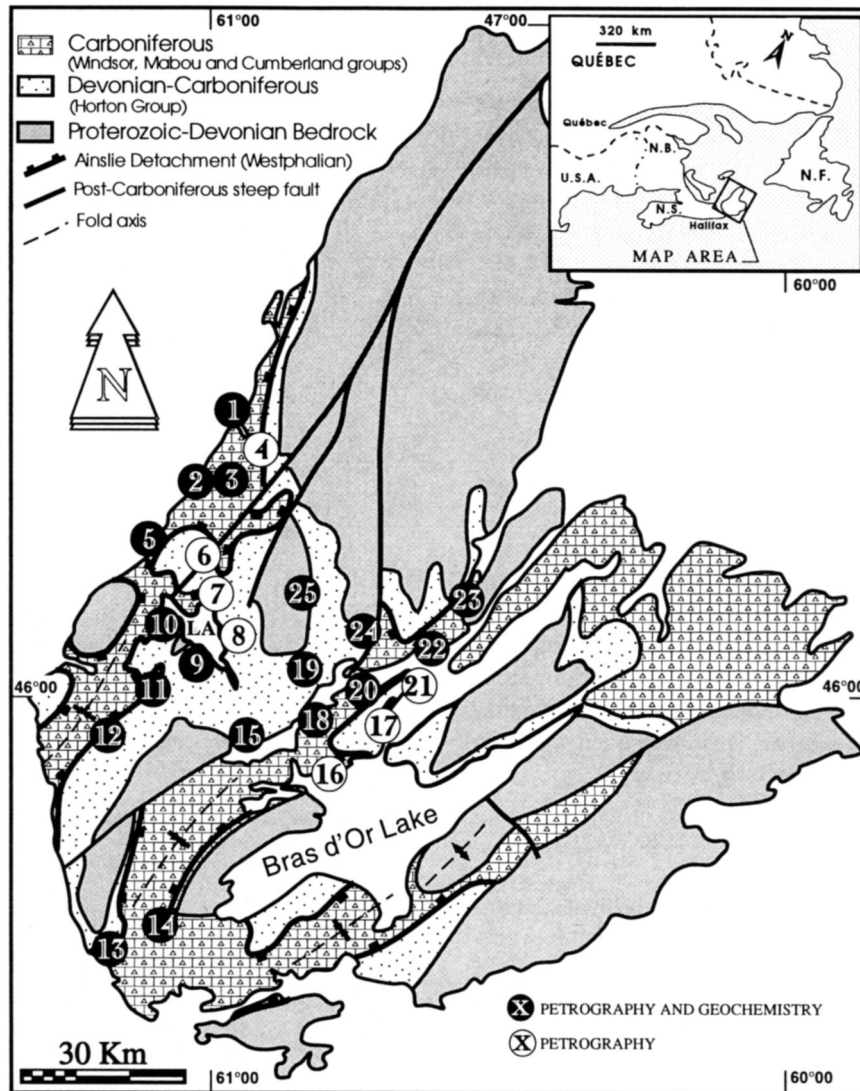 61°00
47°00
Carboniferous
(Windsor, Mabou and Cumberland groups)
Devonian-Carboniferous
(Horton Group)
Proterozoic-Devonian Bedrock
Ainslie Detachment (Westphalian)
Post-Carboniferous steep fault
Fold axis
320 km
N
QUÉBEC
Québec
N.B.
U.S.A.
N.S.
N.F.
Halifax
MAP AREA
60°00
N
1
4
2
3
5
6
7
25
23
10
LA
8
24
22
9
19
46°00
11
20
21
46°00
12
15
18
17
16
Bras d'Or Lake
14
13
X PETROGRAPHY AND GEOCHEMISTRY
X PETROGRAPHY
30 Km
61°00
60°00